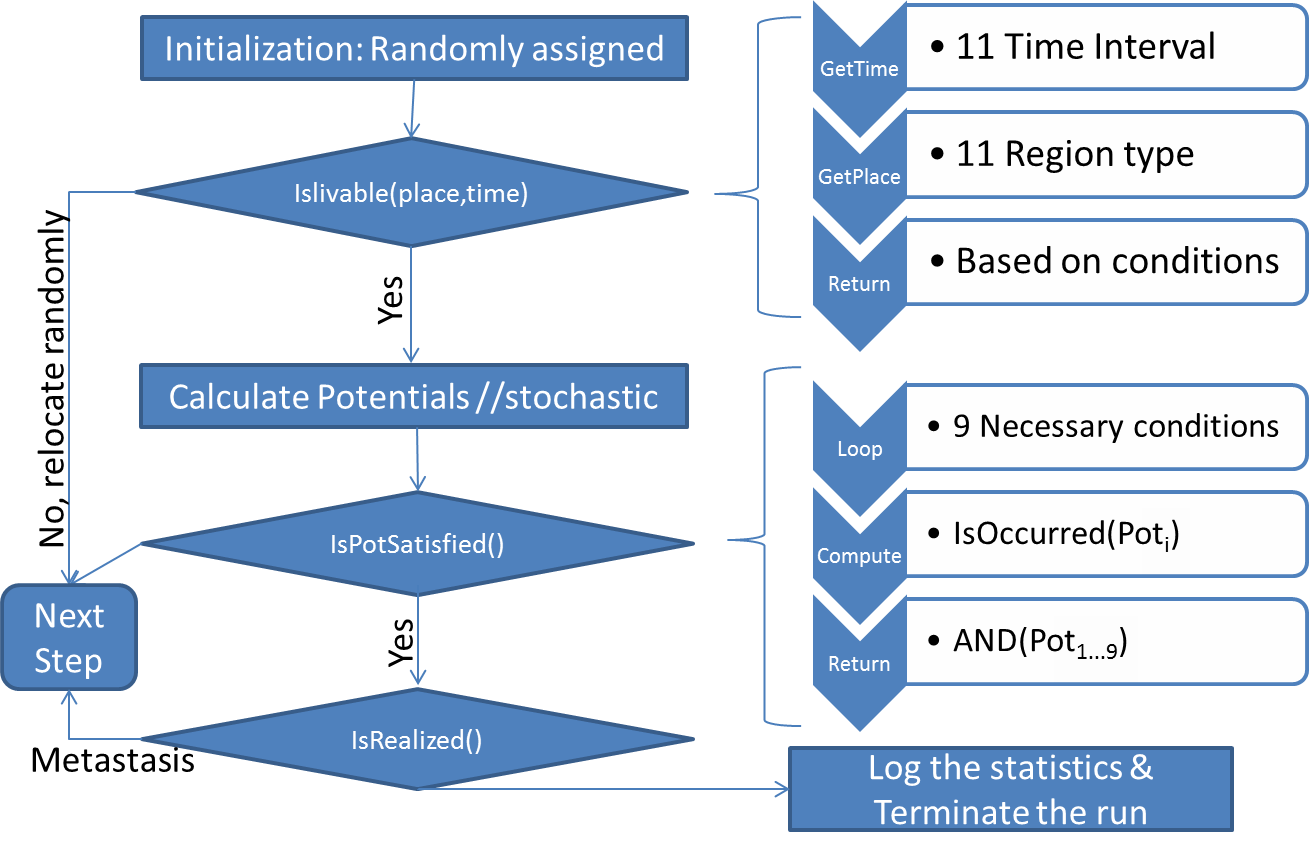 Initialization: Randomly assigned
Islivable(place,time)
No, relocate randomly
Yes
Calculate Potentials //stochastic
IsPotSatisfied()
Next
Step
Yes
IsRealized()
Metastasis
Log the statistics &
Terminate the run
GetTime
• 11 Time Interval
GetPlace
• 11 Region type
Return
• Based on conditions
Loop
• 9 Necessary conditions
Compute
• IsOccurred(Poti)
Return
• AND(Pot1...9)